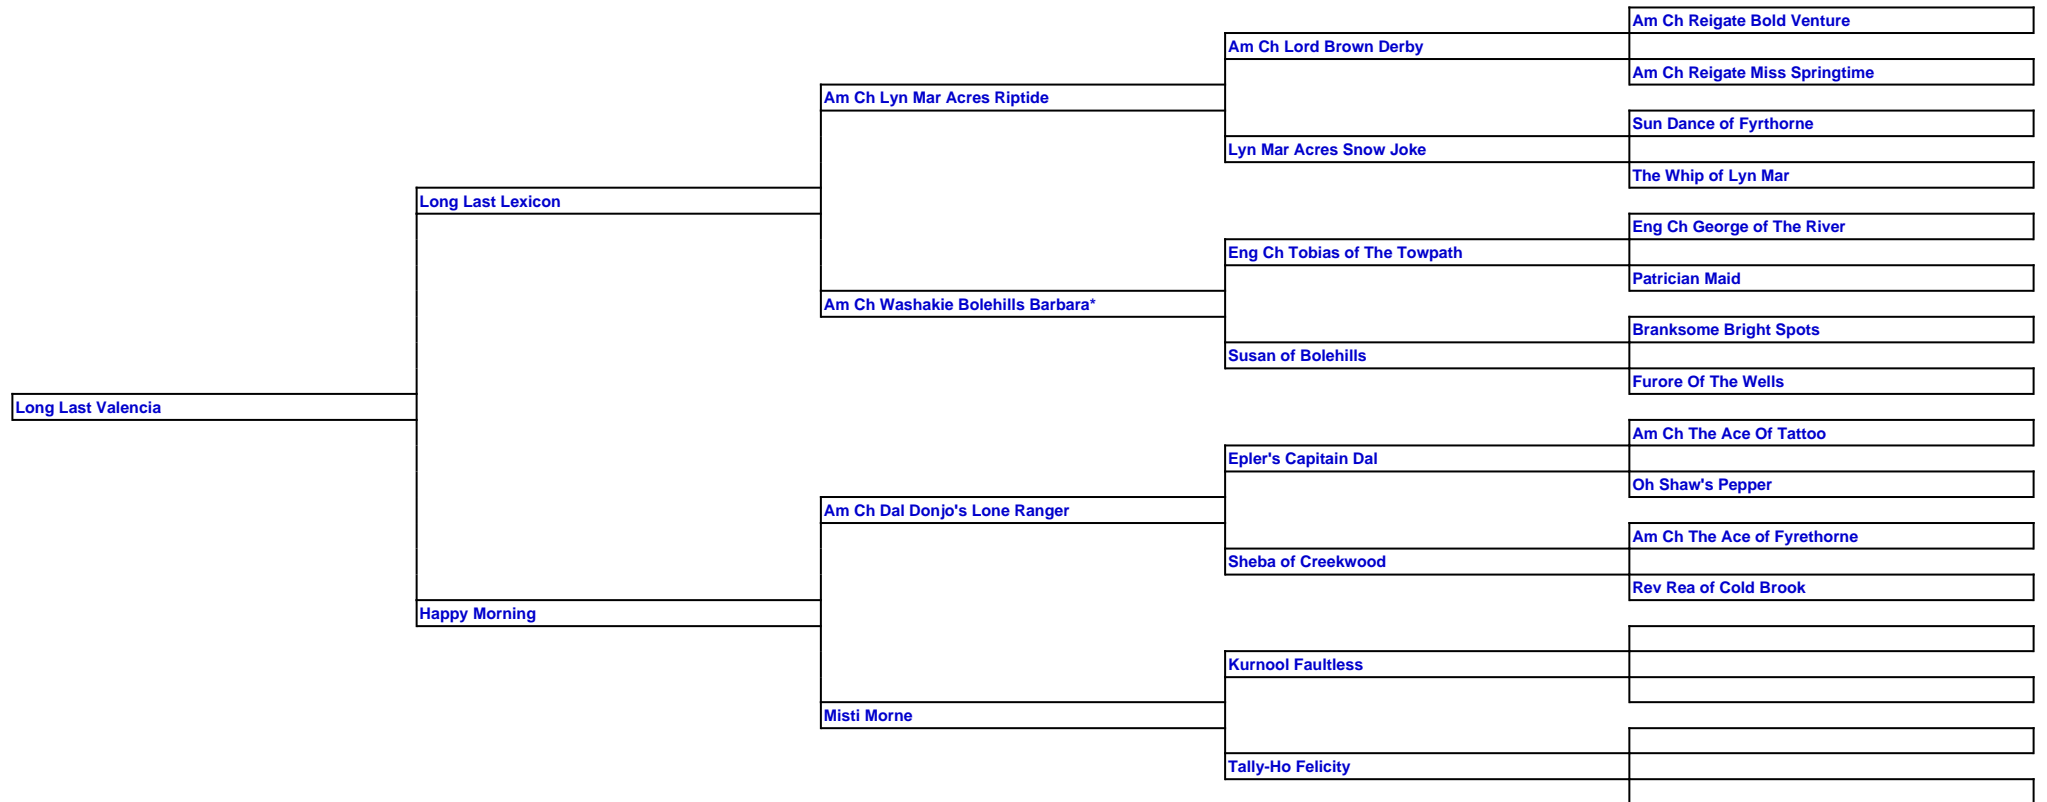 Am Ch Reigate Bold Venture
Am Ch Lord Brown Derby
Am Ch Reigate Miss Springtime
Am Ch Lyn Mar Acres Riptide
Sun Dance of Fyrthorne
Lyn Mar Acres Snow Joke
The Whip of Lyn Mar
Long Last Lexicon
Eng Ch George of The River
Eng Ch Tobias of The Towpath
Patrician Maid
Am Ch Washakie Bolehills Barbara*
Branksome Bright Spots
Susan of Bolehills
Furore Of The Wells
Long Last Valencia
Am Ch The Ace Of Tattoo
Epler's Capitain Dal
Oh Shaw's Pepper
Am Ch Dal Donjo's Lone Ranger
Am Ch The Ace of Fyrethorne
Sheba of Creekwood
Rev Rea of Cold Brook
Happy Morning
Kurnool Faultless
Misti Morne
Tally-Ho Felicity